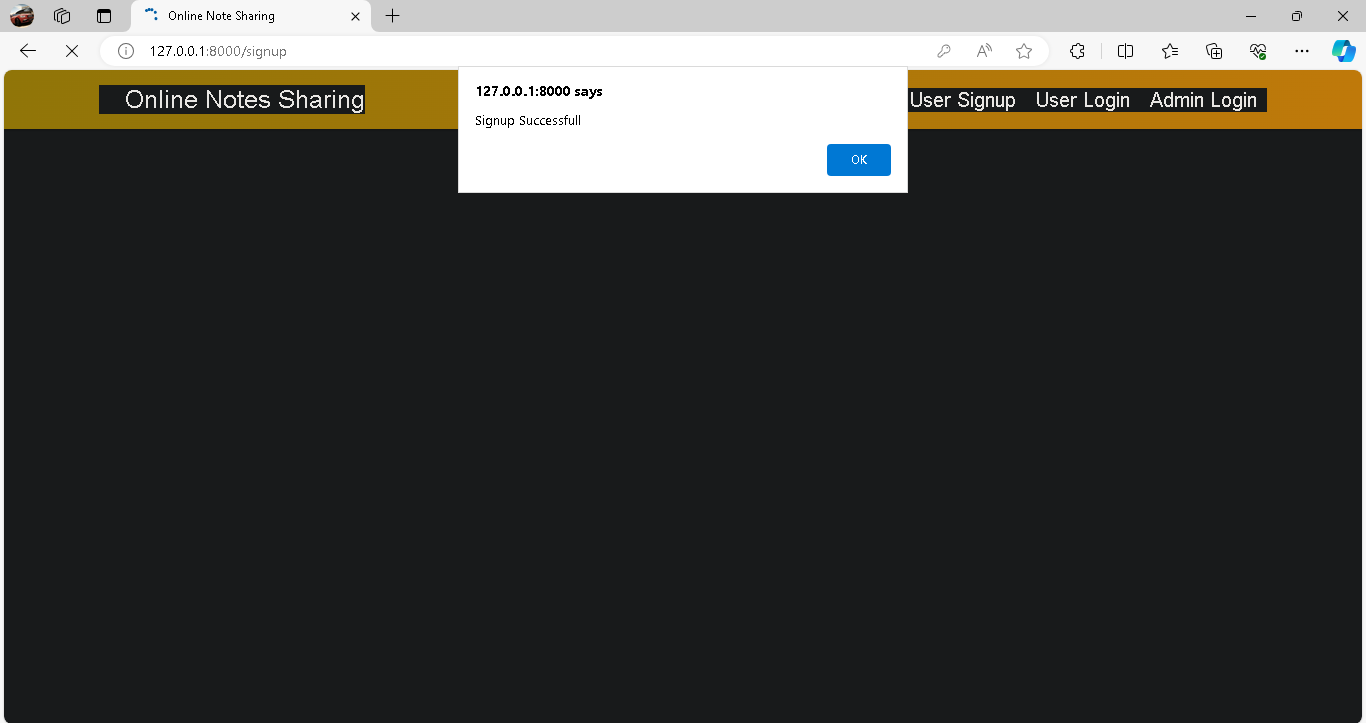 Online Note Sharing
127.0.0.1:8000/signup
Online Notes Sharing
127.0.0.1:8000 says
Signup Successfull
OK
User Signup User Login Admin Login